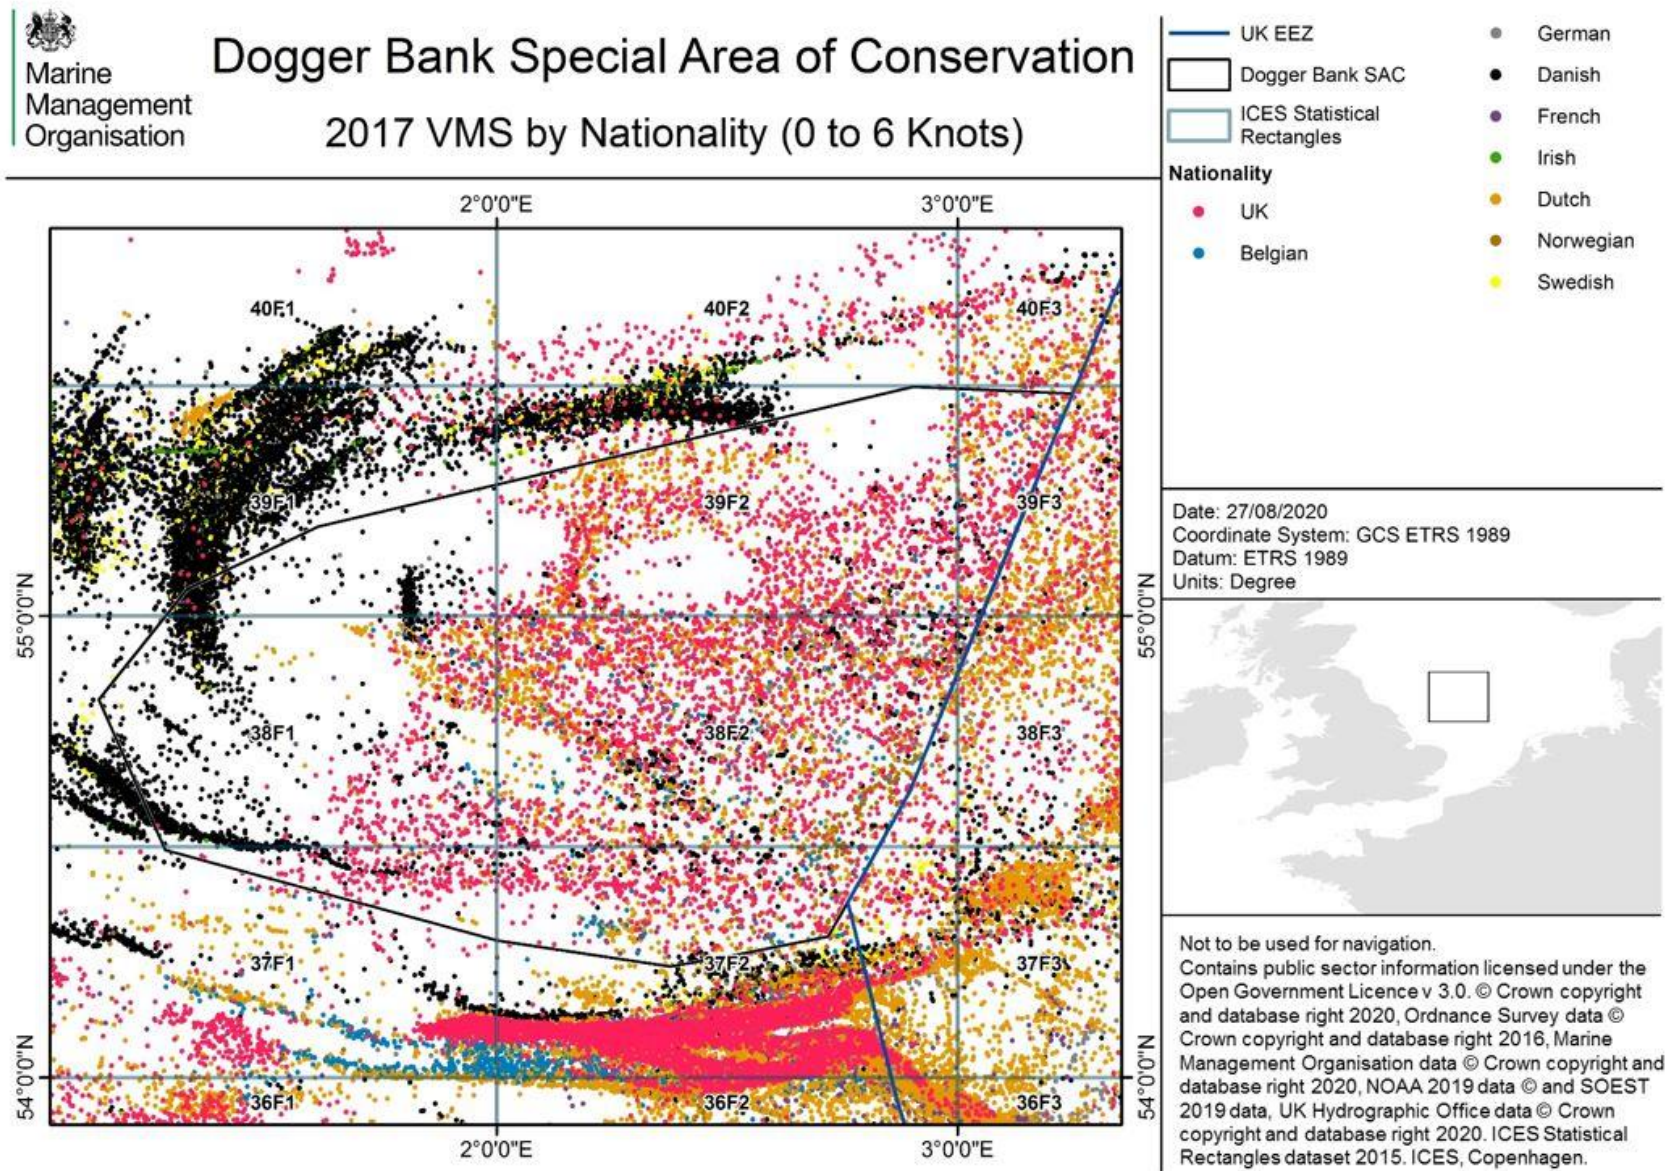 Marine
Management
Organisation
Dogger Bank Special Area of Conservation
2017 VMS by Nationality (0 to 6 Knots)
UK EEZ
Dogger Bank SAC
ICES Statistical
Rectangles
Nationality
UK
Belgian
German
Danish
French
Irish
Dutch
Norwegian
Swedish
2°0'0"E
3°0'0"E
40F1
40F2
40F3
39F1
39F2
39F3
55°0'0"N
55°0'0"N
38F1
38F2
38F3
37F1
37F2
37F3
54°0'0"N
54°0'0"N
36F1
36F2
36F3
2°0'0"E
3°0'0"E
Date: 27/08/2020
Coordinate System: GCS ETRS 1989
Datum: ETRS 1989
Units: Degree
Not to be used for navigation.
Contains public sector information licensed under the
Open Government Licence v 3.0. © Crown copyright
and database right 2020, Ordnance Survey data ©
Crown copyright and database right 2016, Marine
Management Organisation data © Crown copyright and
database right 2020, NOAA 2019 data © and SOEST
2019 data, UK Hydrographic Office data © Crown
copyright and database right 2020. ICES Statistical
Rectangles dataset 2015. ICES, Copenhagen.